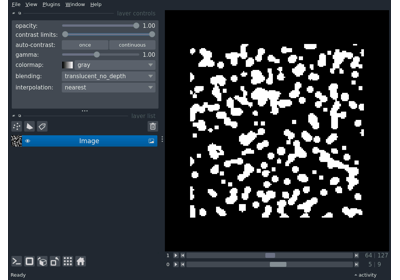 File View Plugins Window Help
layer controls
opacity: 1.00
contrast limits:
auto-contrast: once continuous
gamma: 1.00
colormap: gray
blending: translucent_no_depth
interpolation: nearest
layer list
Image
1 64 127
0 5 9
Ready activity